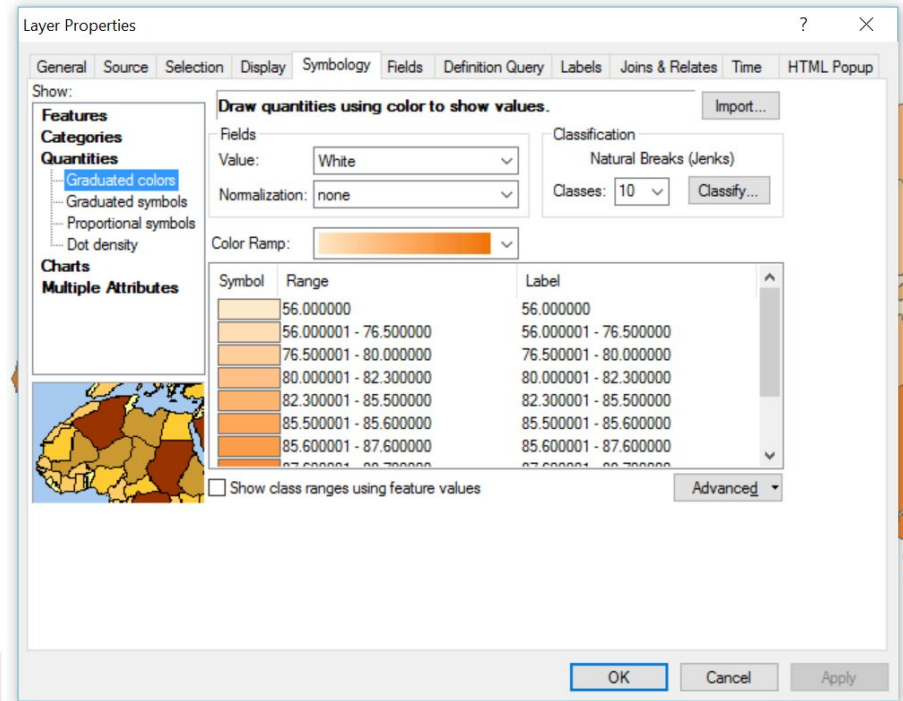 Layer Properties
?
General Source Selection Display Symbology Fields Definition Query Labels Joins & Relates Time HTML Popup
Show:
Features
Categories
Quantities
Graduated colors
Graduated symbols
Proportional symbols
Dot density
Charts
Multiple Attributes
Draw quantities using color to show values.
Import...
Fields
Value: White
Normalization: none
Classification
Natural Breaks (Jenks)
Classes: 10 Classify...
Color Ramp:
Symbol Range Label
56.000000 56.000000
56.000001 - 76.500000 56.000001 - 76.500000
76.500001 - 80.000000 76.500001 - 80.000000
80.000001 - 82.300000 80.000001 - 82.300000
82.300001 - 85.500000 82.300001 - 85.500000
85.500001 - 85.600000 85.500001 - 85.600000
85.600001 - 87.600000 85.600001 - 87.600000
Show class ranges using feature values
Advanced
OK Cancel Apply